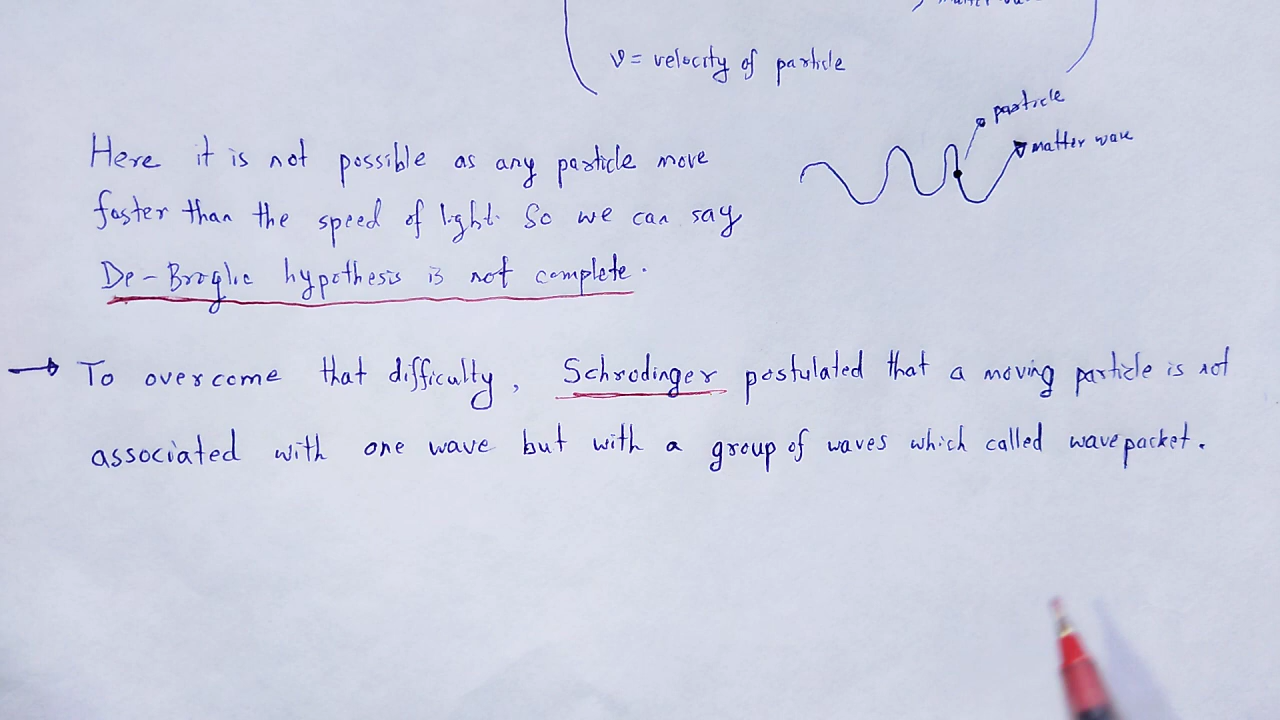 matter
v = velocity of particle
particle
matter wave
Here it is not possible as any particle move
faster than the speed of light. So we can say
De-Broglie hypothesis is not complete.
→ To overcome that difficulty, Schrodinger postulated that a moving particle is not
associated with one wave but with a group of waves which called wavepacket.